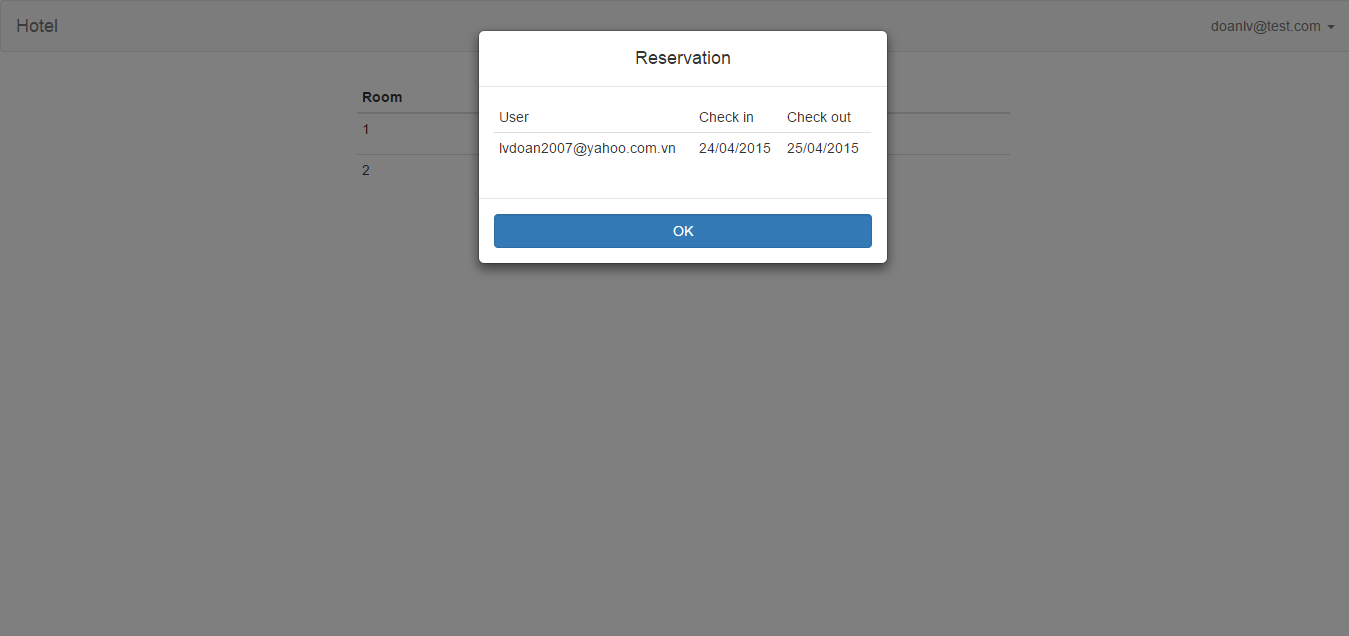 Hotel
doanlv@test.com
Reservation
Room
User Check in Check out
1
lvdoan2007@yahoo.com.vn 24/04/2015 25/04/2015
2
OK